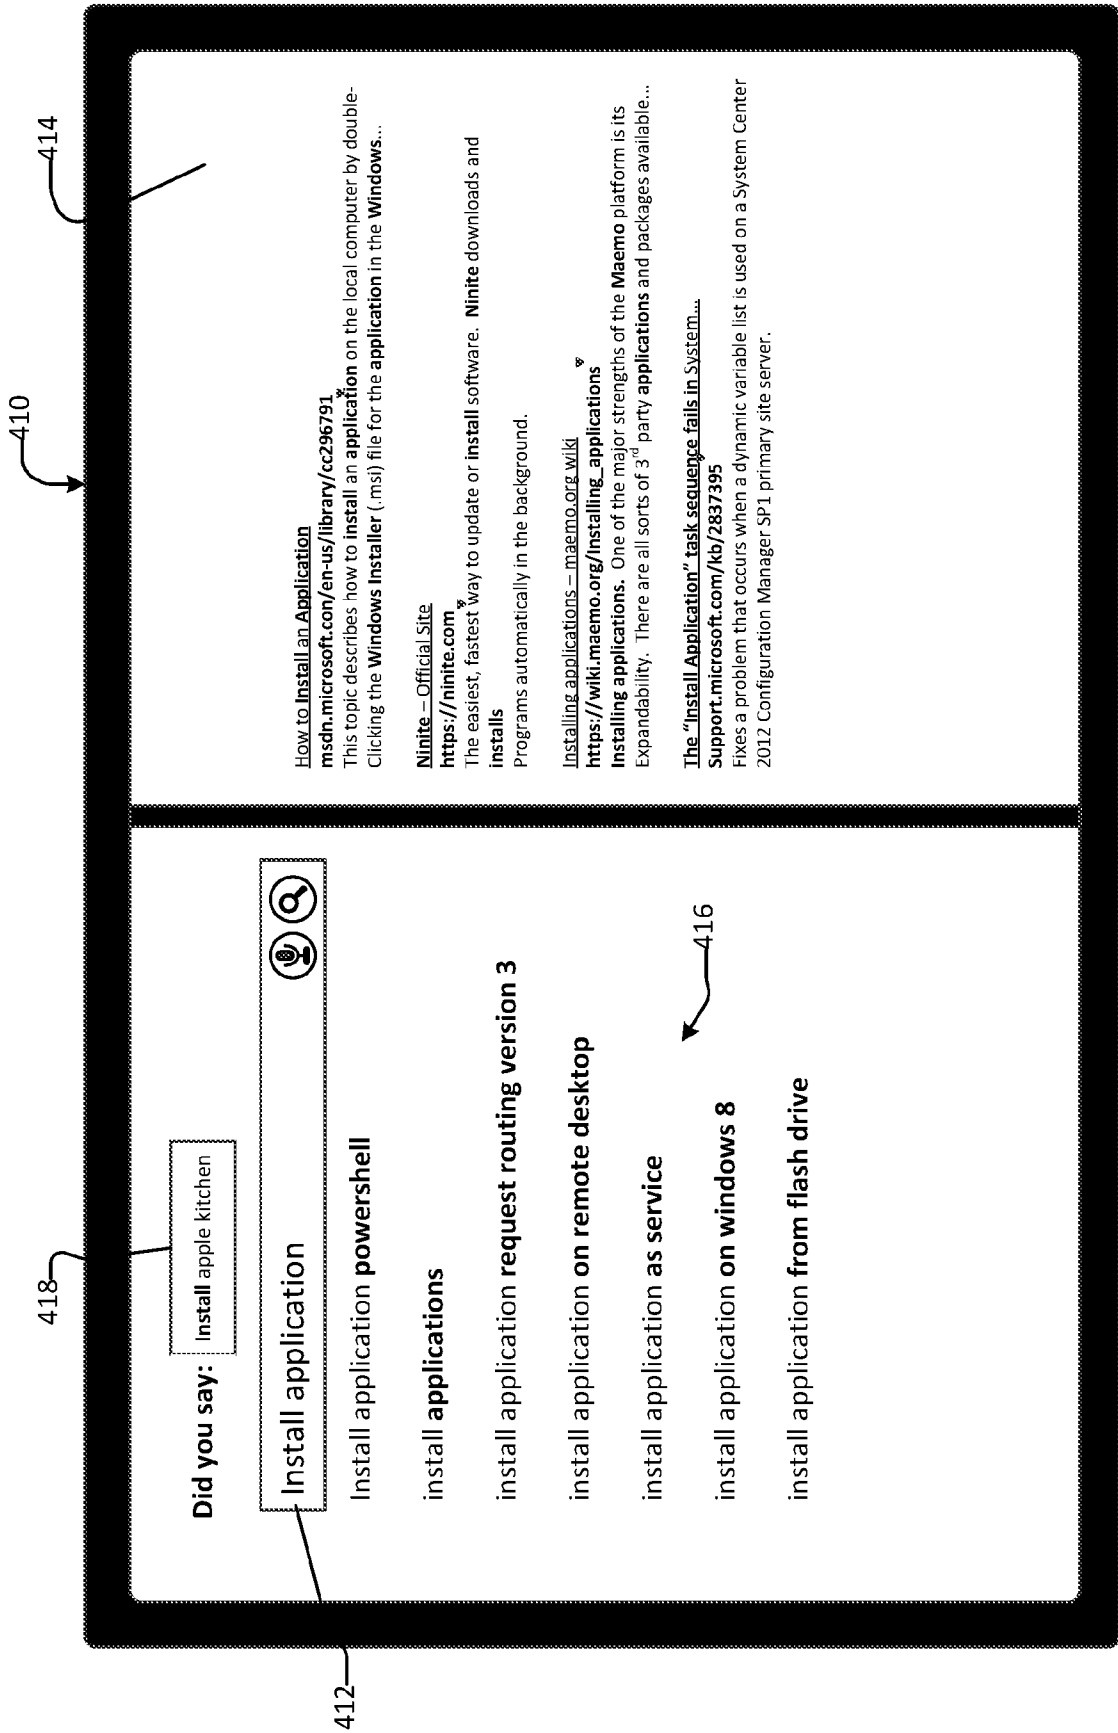 410
418
414
Did you say:
Install apple kitchen
412
Install application
Install application powershell
install applications
install application request routing version 3
install application on remote desktop
install application as service
416
install application on windows 8
install application from flash drive
How to Install an Application
msdn.microsoft.con/en-us/library/cc296791
This topic describes how to install an application on the local computer by double-
Clicking the Windows Installer (.msi) file for the application in the Windows...
Ninite – Official Site
https://ninite.com
The easiest, fastest way to update or install software.  Ninite downloads and
installs
Programs automatically in the background.
Installing applications – maemo.org wiki
https://wiki.maemo.org/Installing_applications
Installing applications.  One of the major strengths of the Maemo platform is its
Expandability.  There are all sorts of 3rd party applications and packages available...
The “Install Application” task sequence fails in System...
Support.microsoft.com/kb/2837395
Fixes a problem that occurs when a dynamic variable list is used on a System Center
2012 Configuration Manager SP1 primary site server.